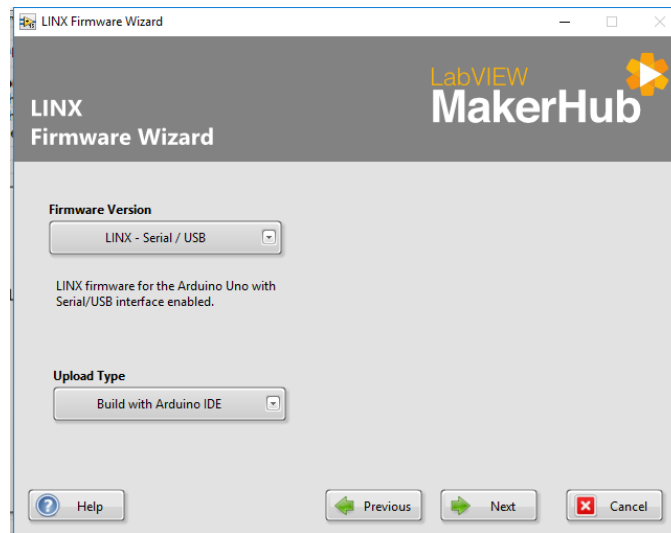 LINX Firmware Wizard
LabVIEW
MakerHub
LINX
Firmware Wizard
Firmware Version
LINX - Serial / USB
LINX firmware for the Arduino Uno with
Serial/USB interface enabled.
Upload Type
Build with Arduino IDE
Help
Previous
Next
Cancel